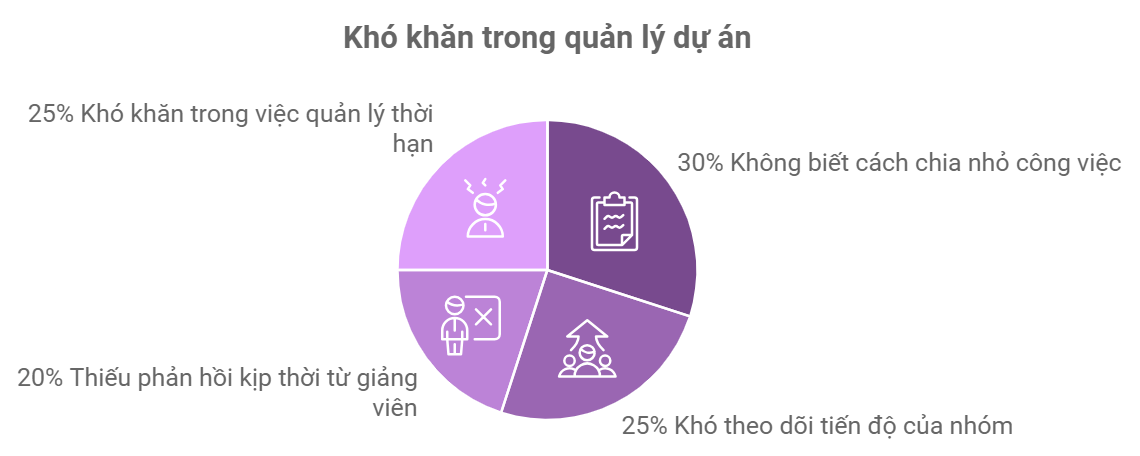 Khó khăn trong quản lý dự án
25% Khó khăn trong việc quản lý thời
hạn
30% Không biết cách chia nhỏ công việc
20% Thiếu phản hồi kịp thời từ giảng
viên
25% Khó theo dõi tiến độ của nhóm